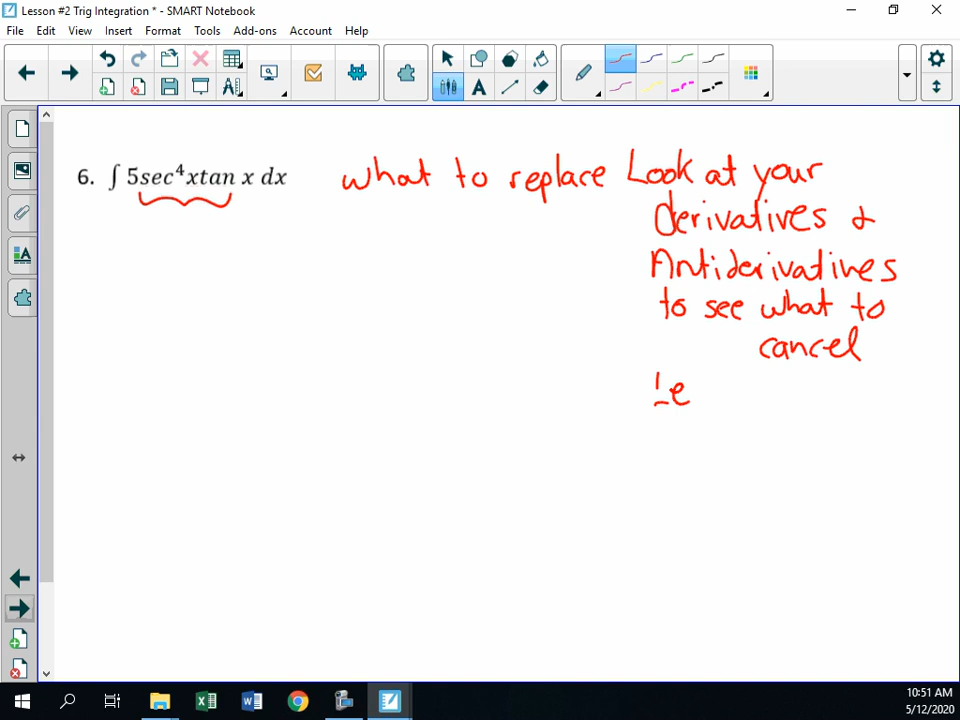 Lesson #2 Trig Integration * - SMART Notebook
File Edit View Insert Format Tools Add-ons Account Help
6. ∫ 5sec⁴xtan x dx what to replace Look at your
derivatives &
Antiderivatives
to see what to
cancel
le
10:51 AM
5/12/2020